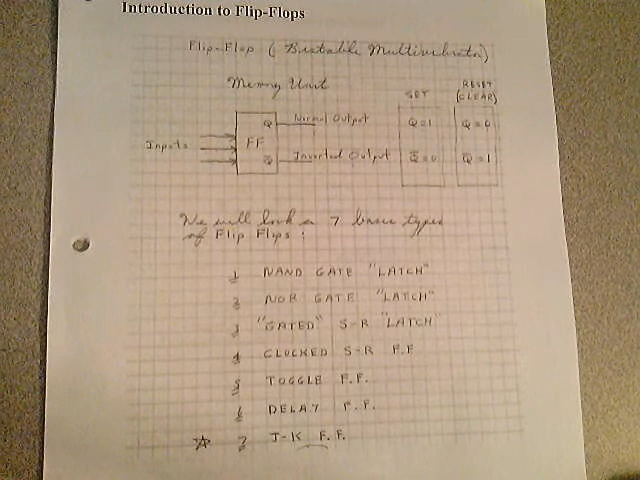 Introduction to Flip-Flops
Flip-Flop (Bistable Multivibrator)
Memory Unit
SET
RESET
(CLEAR)
Inputs
FF
Q
Normal Output
Q=1
Q=0
Q̅
Inverted Output
Q̅=0
Q̅=1
We will look @ 7 basic types
of Flip Flips:
1 NAND GATE "LATCH"
2 NOR GATE "LATCH"
3 "GATED" S-R "LATCH"
4 CLOCKED S-R F.F
5 TOGGLE F.F.
6 DELAY F.F.
☆ 7 J-K F.F.